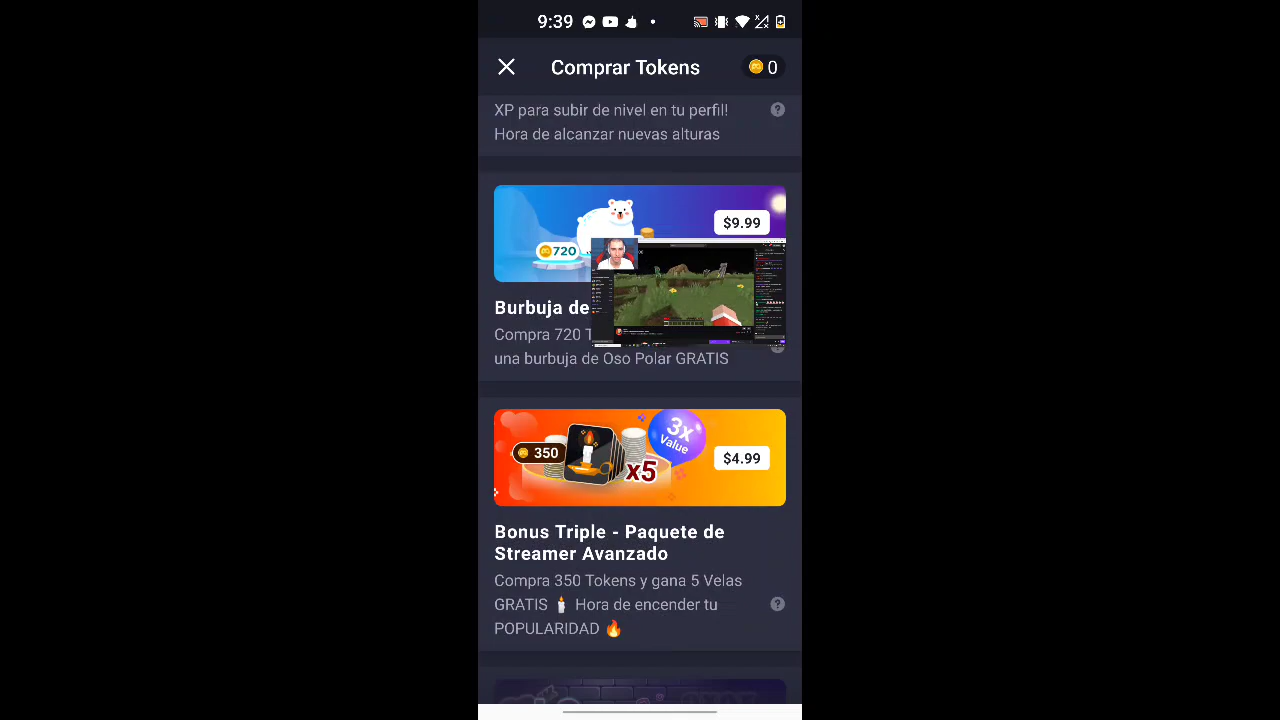 9:39
Comprar Tokens
0
XP para subir de nivel en tu perfil!
Hora de alcanzar nuevas alturas
$9.99
720
Burbuja de
Compra 720 T
una burbuja de Oso Polar GRATIS
3x
Value
350
x5
$4.99
Bonus Triple - Paquete de
Streamer Avanzado
Compra 350 Tokens y gana 5 Velas
GRATIS 🕯️ Hora de encender tu
POPULARIDAD 🔥